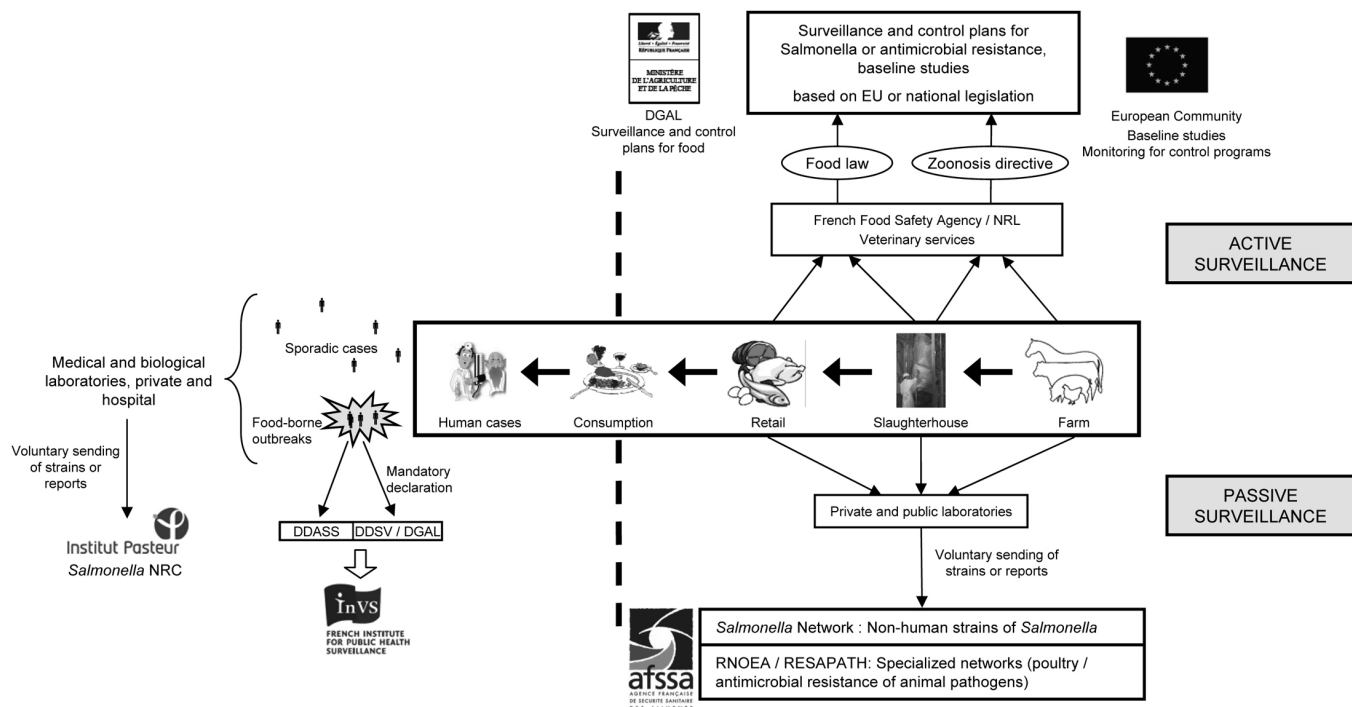 Liberté • Égalité • Fraternité
RÉPUBLIQUE FRANÇAISE
MINISTÈRE
DE L'AGRICULTURE
ET DE LA PÊCHE
DGAL
Surveillance and control
plans for food
Surveillance and control plans for
Salmonella or antimicrobial resistance,
baseline studies
based on EU or national legislation
European Community
Baseline studies
Monitoring for control programs
Food law
Zoonosis directive
French Food Safety Agency / NRL
Veterinary services
ACTIVE
SURVEILLANCE
Medical and biological
laboratories, private and
hospital
Sporadic cases
Food-borne
outbreaks
Human cases
Consumption
Retail
Slaughterhouse
Farm
Voluntary sending
of strains or
reports
Mandatory
declaration
Institut Pasteur
Salmonella NRC
DDASS
DDSV / DGAL
inVS
FRENCH INSTITUTE
FOR PUBLIC HEALTH
SURVEILLANCE
Private and public laboratories
PASSIVE
SURVEILLANCE
Voluntary sending of
strains or reports
afssa
AGENCE FRANÇAISE
DE SECURITE SANITAIRE
Salmonella Network : Non-human strains of Salmonella
RNOEA / RESAPATH: Specialized networks (poultry /
antimicrobial resistance of animal pathogens)